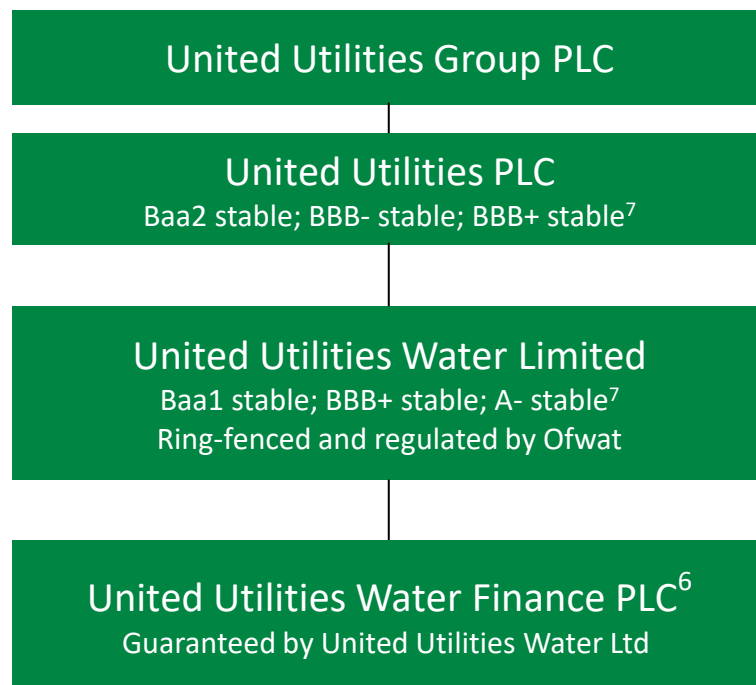 United Utilities Group PLC
United Utilities PLC
Baa2 stable; BBB- stable; BBB+ stable⁷
United Utilities Water Limited
Baa1 stable; BBB+ stable; A- stable⁷
Ring-fenced and regulated by Ofwat
United Utilities Water Finance PLC⁶
Guaranteed by United Utilities Water Ltd